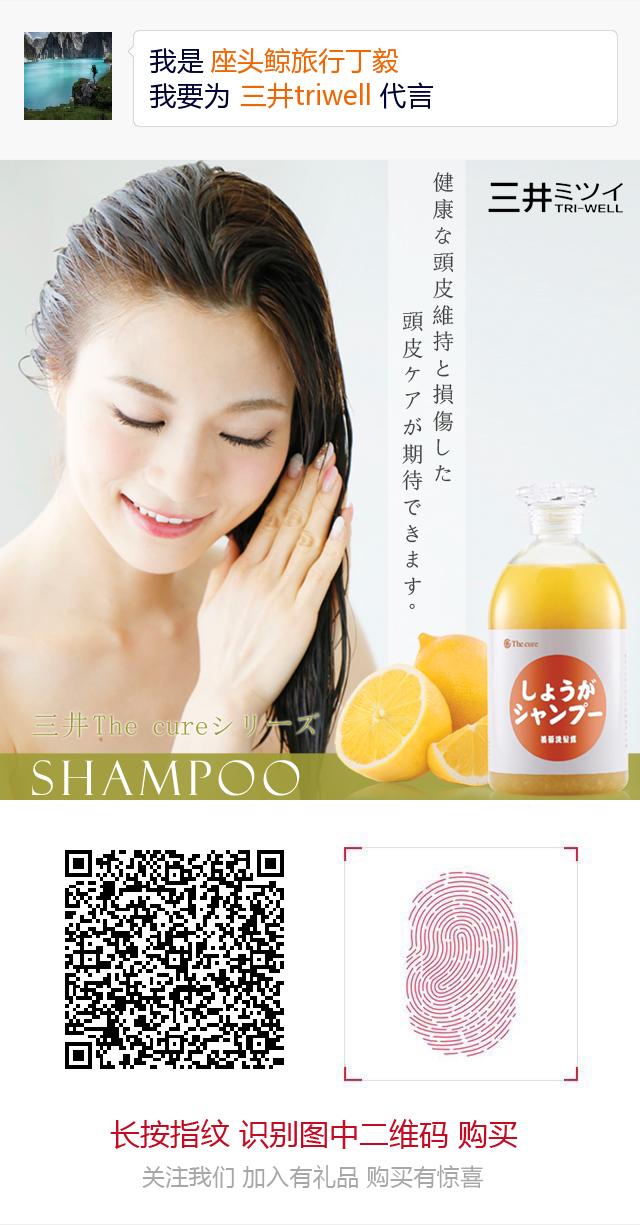 我是 座头鲸旅行丁毅
我要为 三井triwell 代言
三井ミツイ
TRI-WELL
健康な頭皮維持と損傷した
頭皮ケアが期待できます。
The cure
しょうが
シャンプー
三井The cureシリーズ
SHAMPOO
长按指纹 识别图中二维码 购买
关注我们 加入有礼品 购买有惊喜